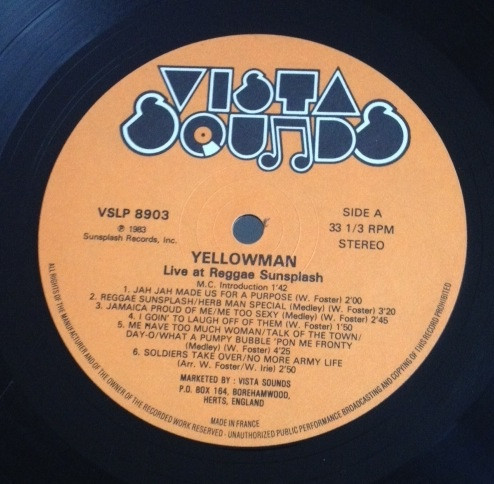 VISTA
SOUNDS
VSLP 8903
℗ 1983
Sunsplash Records, Inc.
SIDE A
33 1/3 RPM
STEREO
YELLOWMAN
Live at Reggae Sunsplash
M.C. Introduction 1'42
1. JAH JAH MADE US FOR A PURPOSE (W. Foster) 2'00
2. REGGAE SUNSPLASH/HERB MAN SPECIAL (Medley) (W. Foster) 3'20
3. JAMAICA PROUD OF ME/ME TOO SEXY (Medley) (W. Foster) 2'45
4. I GOIN' TO LAUGH OFF OF THEM (W. Foster) 1'50
5. ME HAVE TOO MUCH WOMAN/TALK OF THE TOWN/
DAY-O/WHAT A PUMPY BUBBLE 'PON ME FRONTY
(Medley) (W. Foster) 4'25
6. SOLDIERS TAKE OVER/NO MORE ARMY LIFE
(Arr. W. Foster/W. Irie) 2'50
MARKETED BY : VISTA SOUNDS
P.O. BOX 164, BOREHAMWOOD,
HERTS, ENGLAND
MADE IN FRANCE
ALL RIGHTS OF THE MANUFACTURER AND OF THE OWNER OF THE RECORDED WORK RESERVED - UNAUTHORIZED PUBLIC PERFORMANCE BROADCASTING AND COPYING OF THIS RECORD PROHIBITED